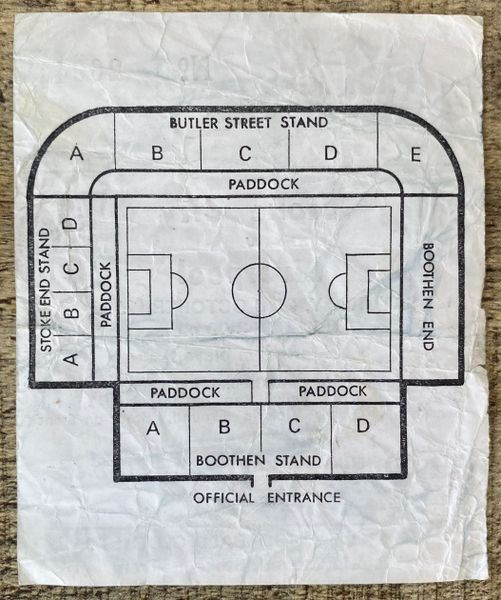 BUTLER STREET STAND
A B C D E
PADDOCK
STOKE END STAND
A B C D
PADDOCK
BOOTHEN END
PADDOCK PADDOCK
A B C D
BOOTHEN STAND
OFFICIAL ENTRANCE